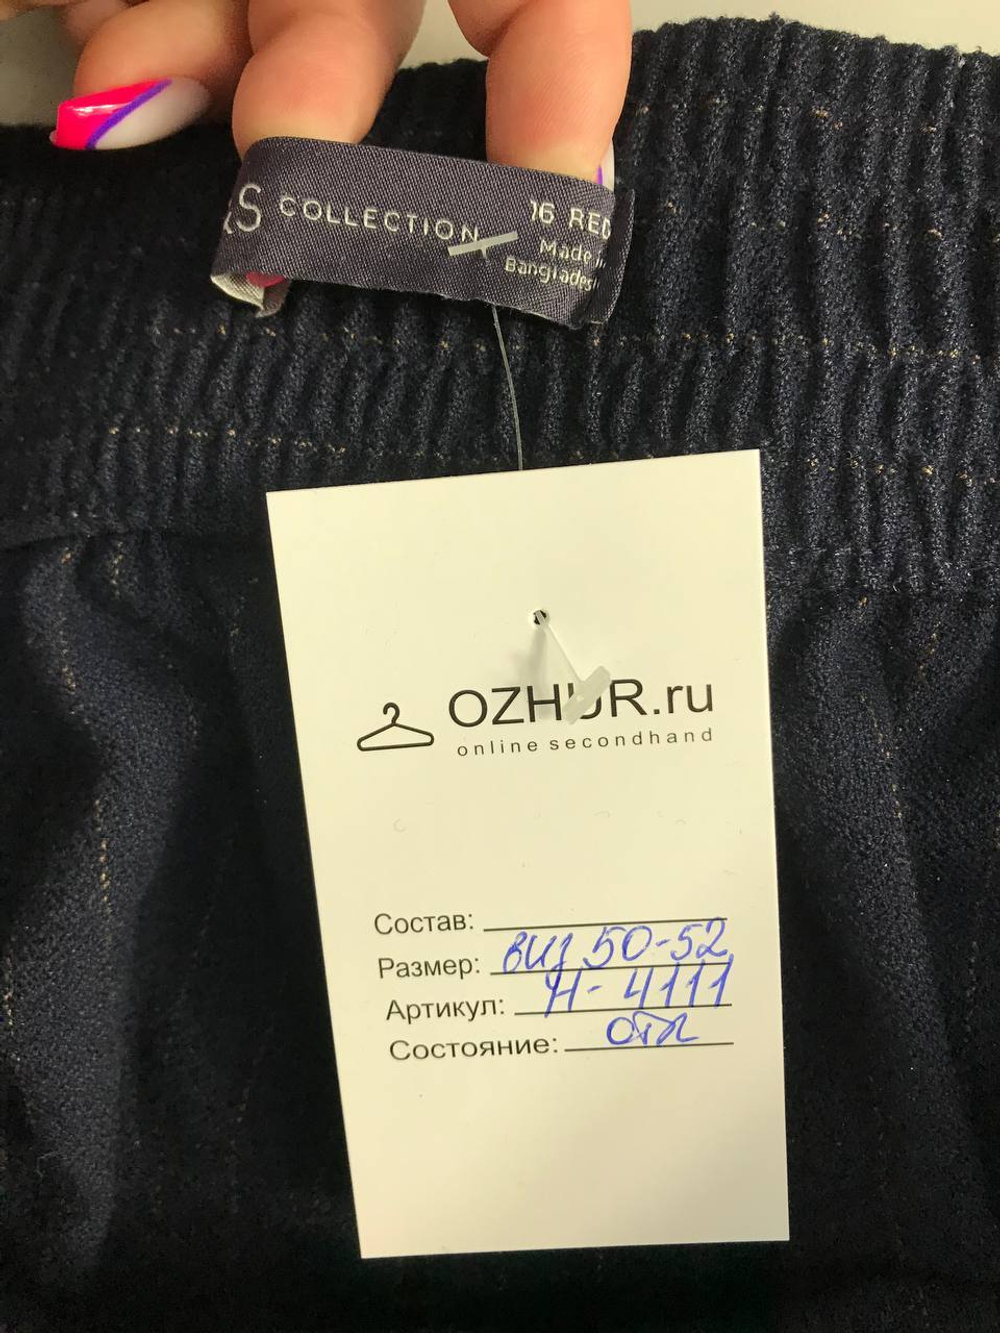 &S COLLECTION
16 REG
Made in
Bangladesh
OZHUR.ru
online secondhand
Состав:
Размер: виз 50-52
Артикул: Н-4111
Состояние: отл